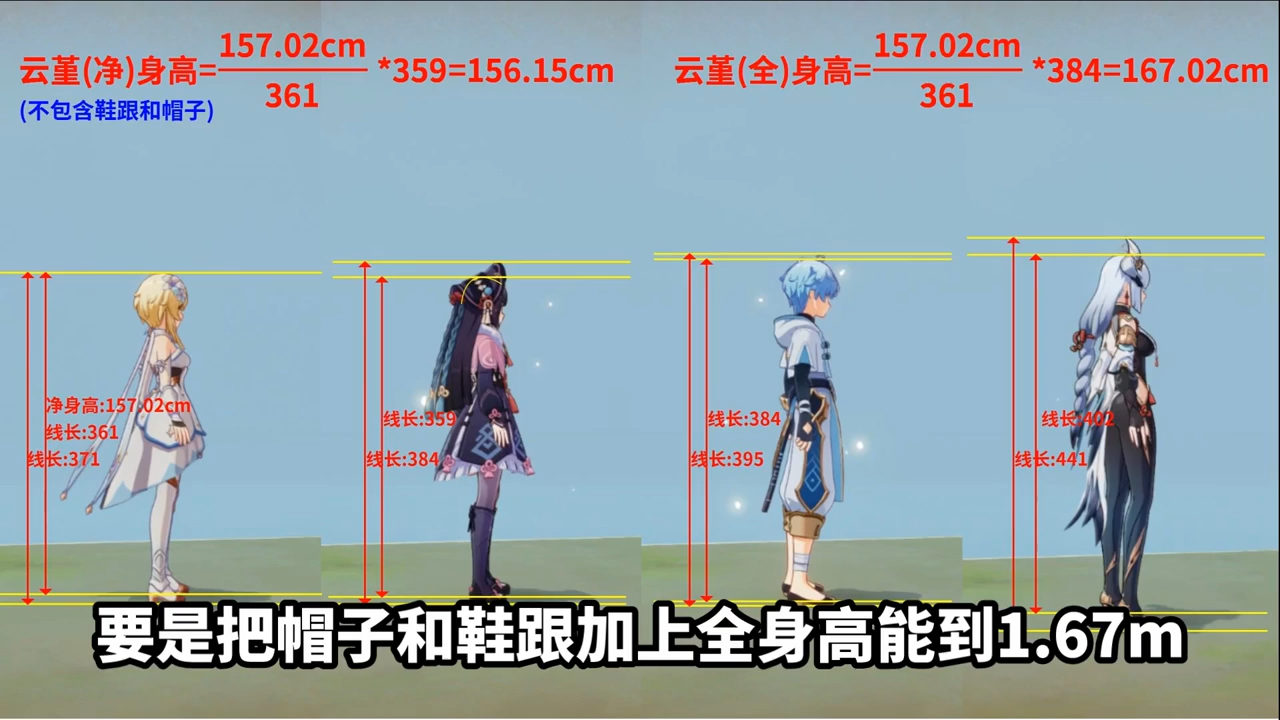 云堇(净)身高=157.02cm/361 *359=156.15cm
(不包含鞋跟和帽子)
云堇(全)身高=157.02cm/361 *384=167.02cm
净身高:157.02cm
线长:361
线长:371
线长:359
线长:384
线长:384
线长:395
线长:402
线长:441
要是把帽子和鞋跟加上全身高能到1.67m